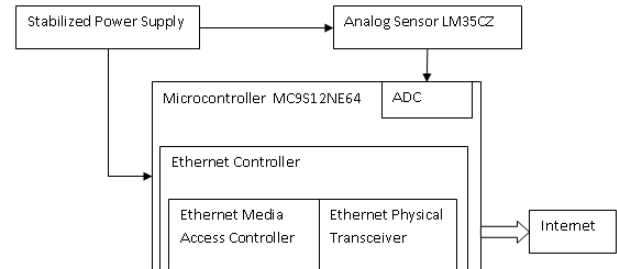 Stabilized Power Supply
Analog Sensor LM35CZ
Microcontroller MC9S12NE64
ADC
Ethernet Controller
Ethernet Media
Access Controller
Ethernet Physical
Transceiver
Internet